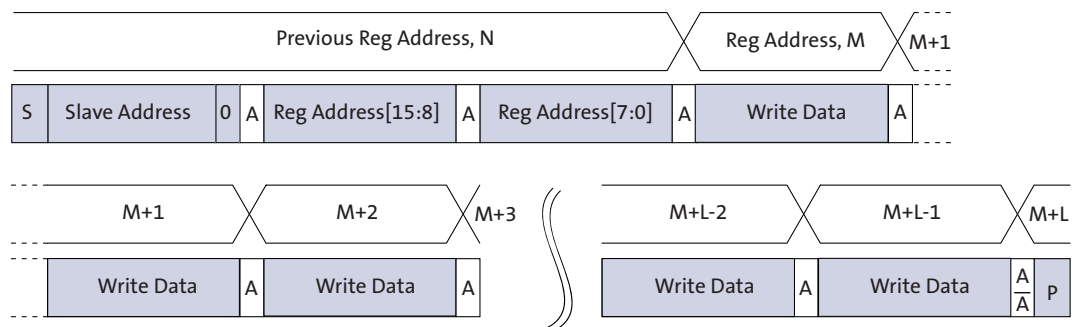 Previous Reg Address, N Reg Address, M M+1
S Slave Address 0 A Reg Address[15:8] A Reg Address[7:0] A Write Data A
M+1 M+2 M+3 M+L-2 M+L-1 M+L
Write Data A Write Data A Write Data A Write Data A/A̅ P